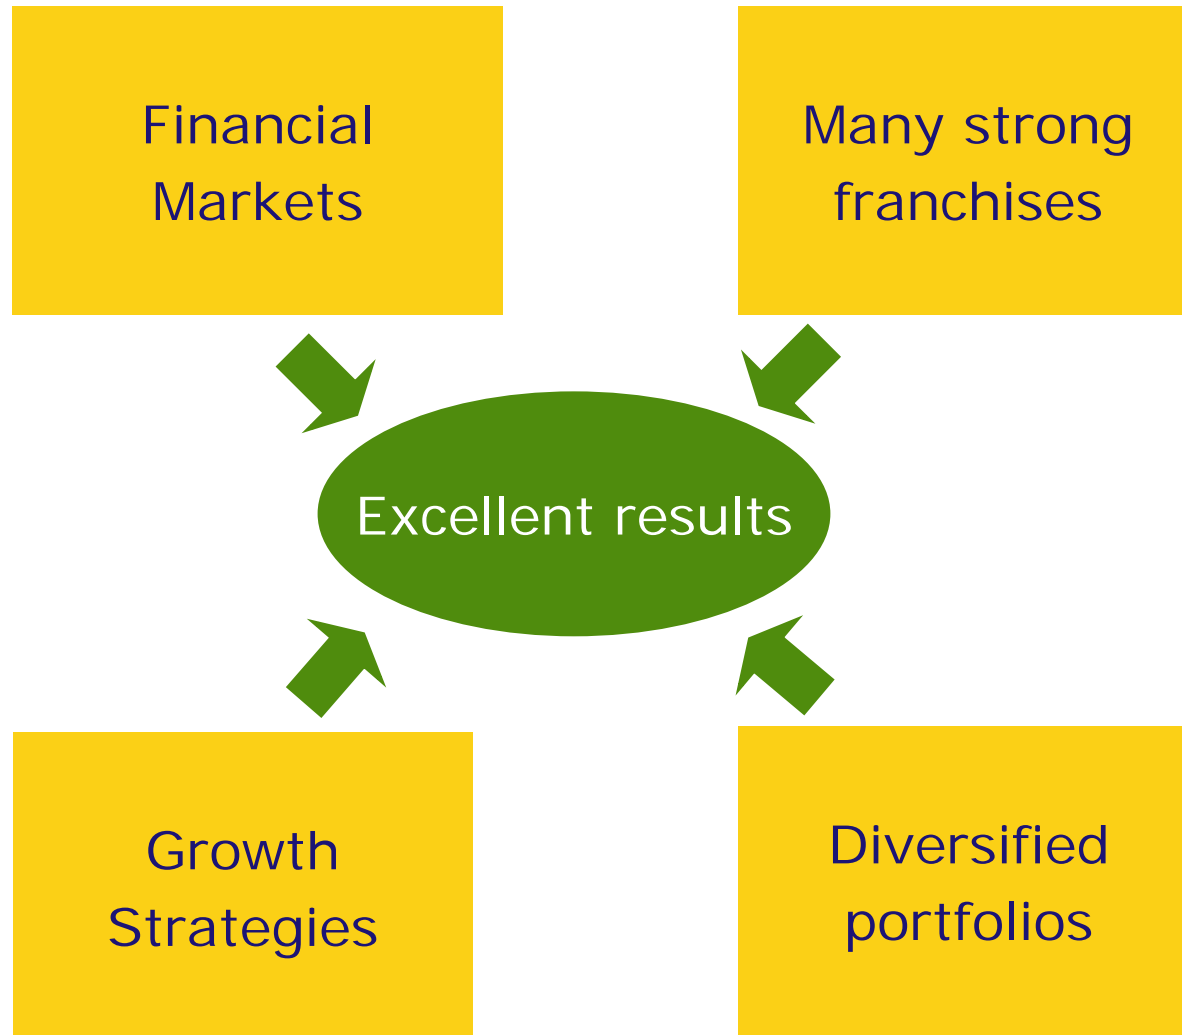 Financial
Markets
Many strong
franchises
Excellent results
Growth
Strategies
Diversified
portfolios